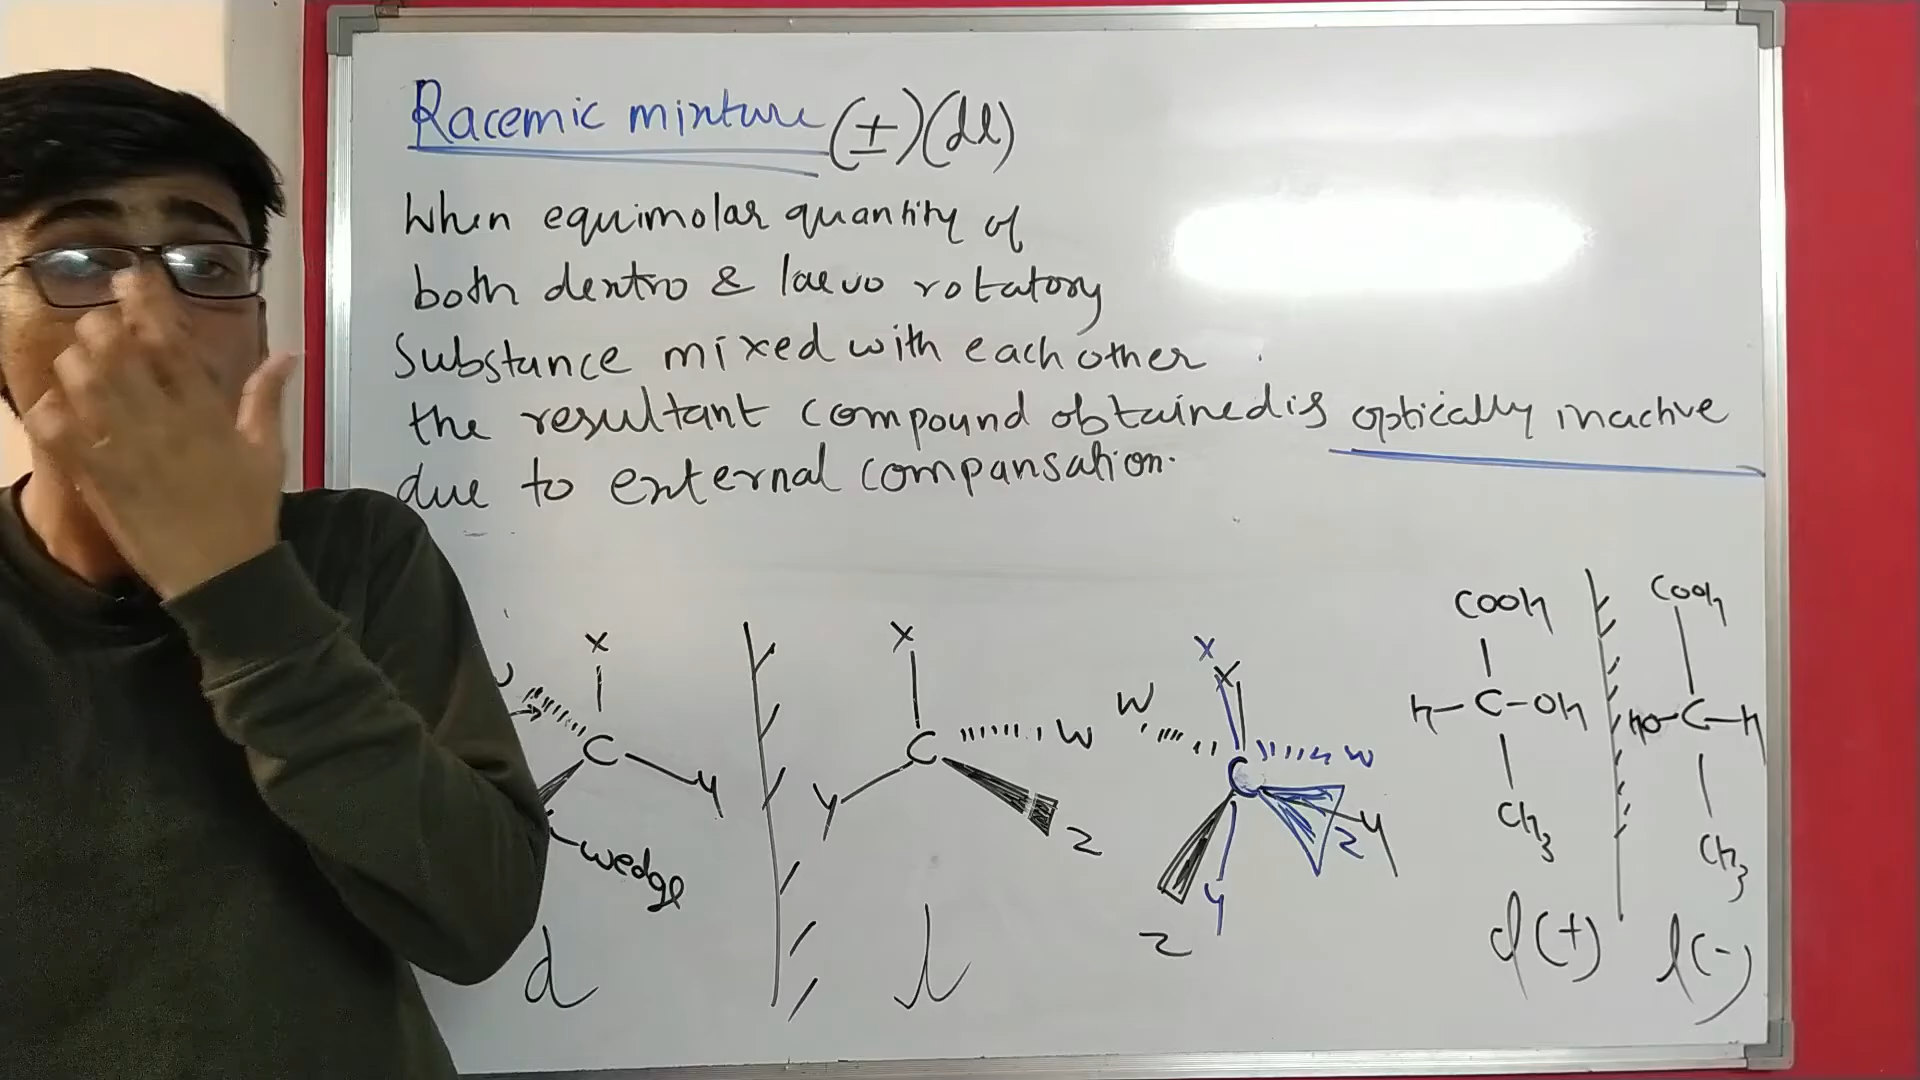 Racemic mixture (±)(dl)
When equimolar quantity of
both dextro & laevo rotatory
Substance mixed with each other
the resultant compound obtained is optically inactive
due to external compansation.
X
C
Y
wedge
d
X
C
W
Y
Z
l
X
X
W
W
C
Z
Y
Y
Z
COOH
H-C-OH
CH3
d(+)
COOH
HO-C-H
CH3
l(-)